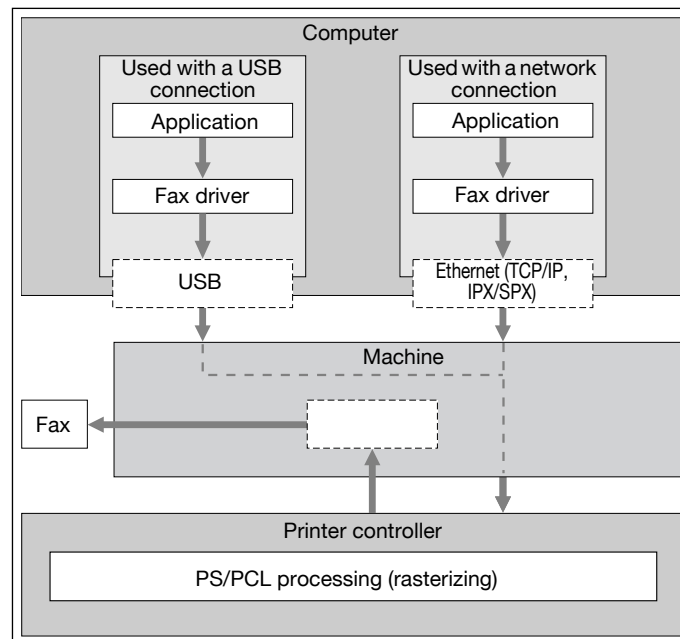 Computer
Used with a USB
connection
Application
Fax driver
USB
Used with a network
connection
Application
Fax driver
Ethernet (TCP/IP,
IPX/SPX)
Machine
Fax
Printer controller
PS/PCL processing (rasterizing)